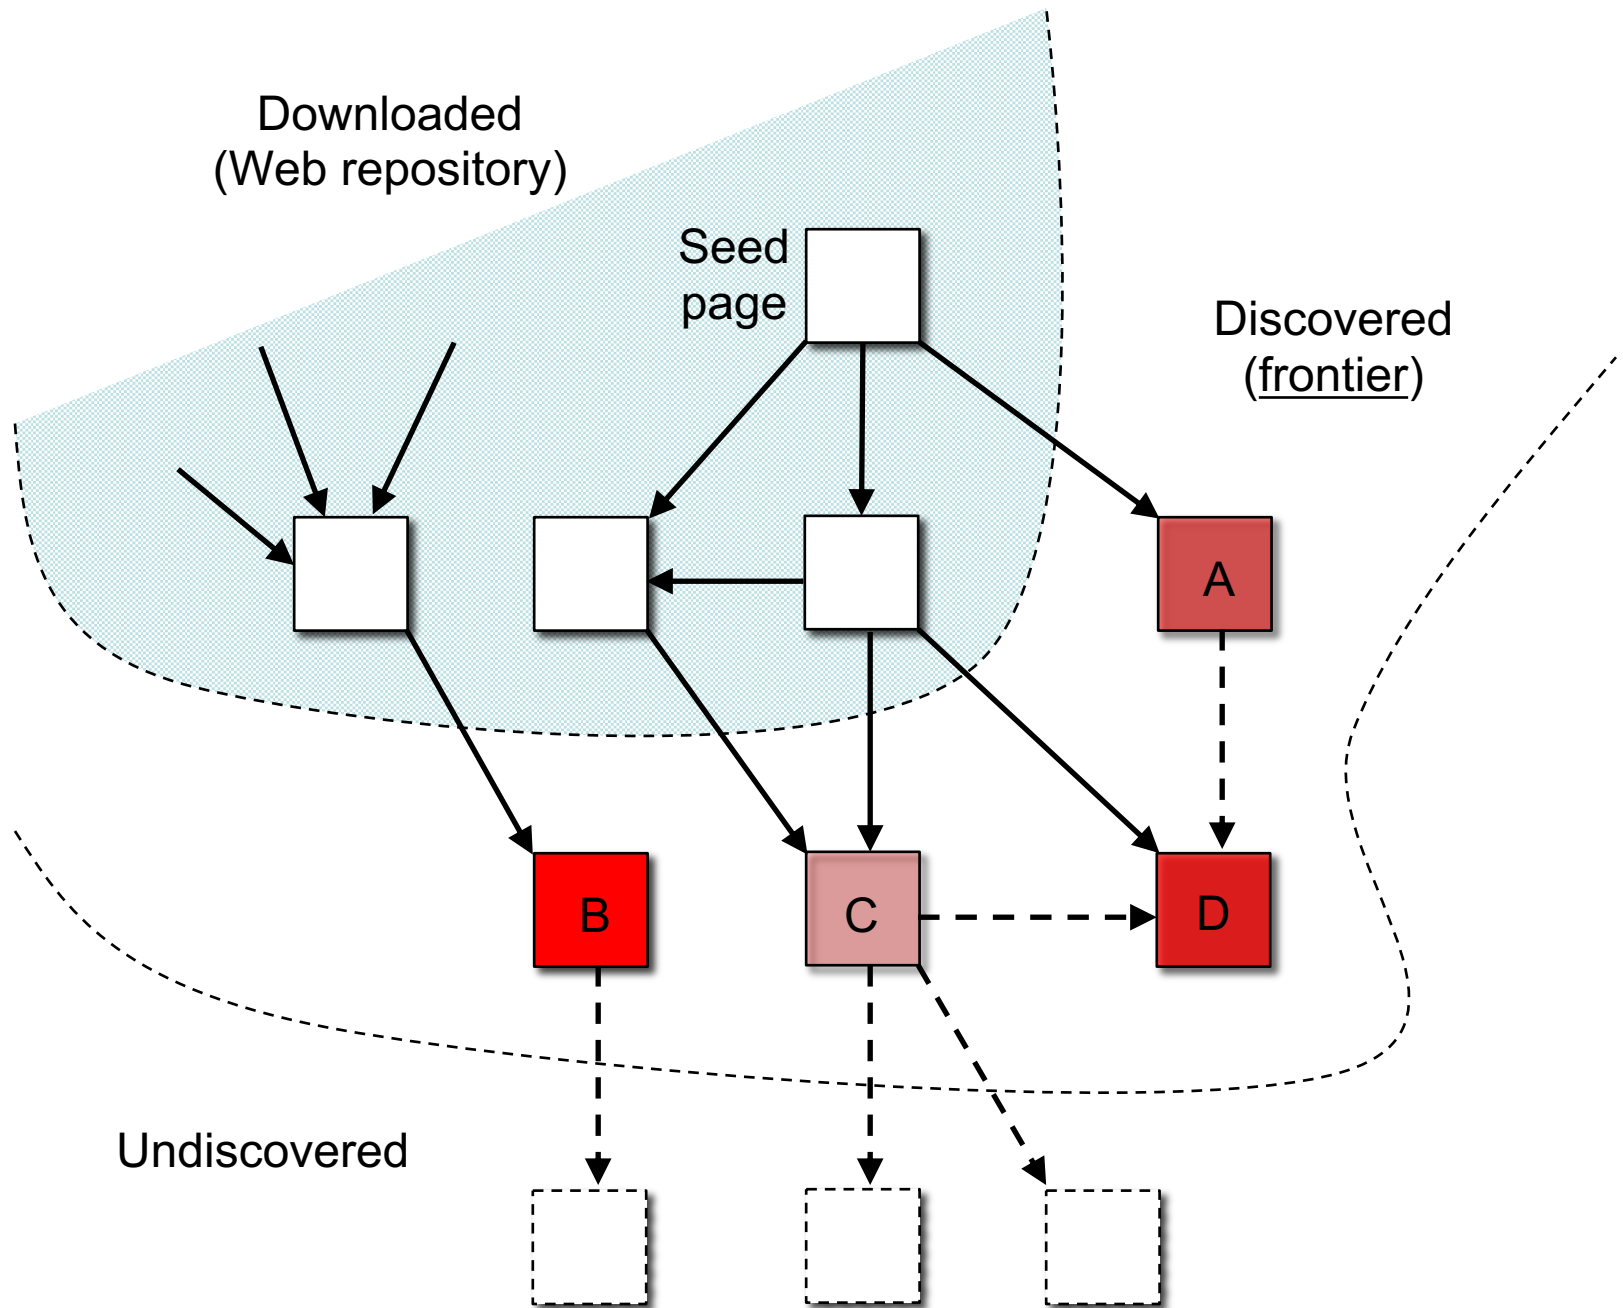 Downloaded
(Web repository)
Seed
page
Discovered
(frontier)
A
B
C
D
Undiscovered